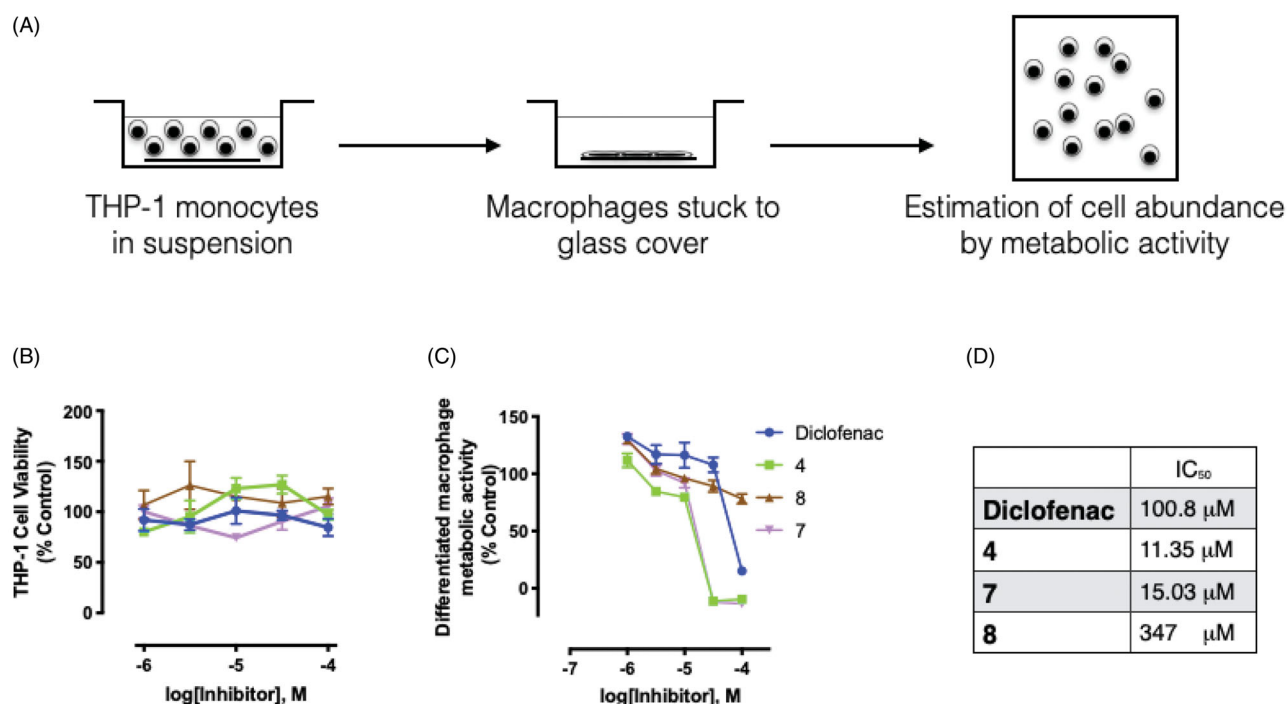 (A)
THP-1 monocytes
in suspension
Macrophages stuck to
glass cover
Estimation of cell abundance
by metabolic activity
(B)
THP-1 Cell Viability
(% Control)
200
150
100
50
0
-6
-5
-4
log[Inhibitor], M
(C)
Differentiated macrophage
metabolic activity
(% Control)
150
100
50
0
-7
-6
-5
-4
log[Inhibitor], M
Diclofenac
4
8
7
(D)
IC₅₀
Diclofenac 100.8 µM
4 11.35 µM
7 15.03 µM
8 347 µM